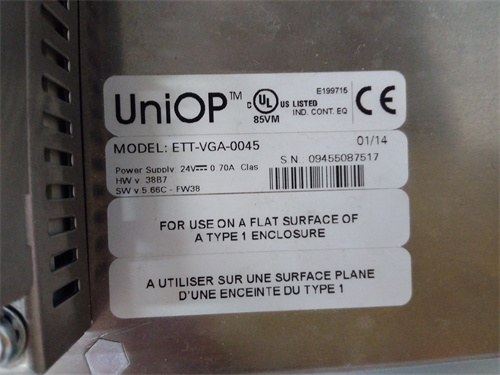 UniOP™
C UL US LISTED
85VM
IND. CONT. EQ
E199715
CE
MODEL: ETT-VGA-0045
01/14
Power Supply 24V⎓ 0.70A Clas
HW v. 38B7
SW v 5.66C - FW38
S.N. 09455087517
FOR USE ON A FLAT SURFACE OF
A TYPE 1 ENCLOSURE
A UTILISER SUR UNE SURFACE PLANE
D'UNE ENCEINTE DU TYPE 1